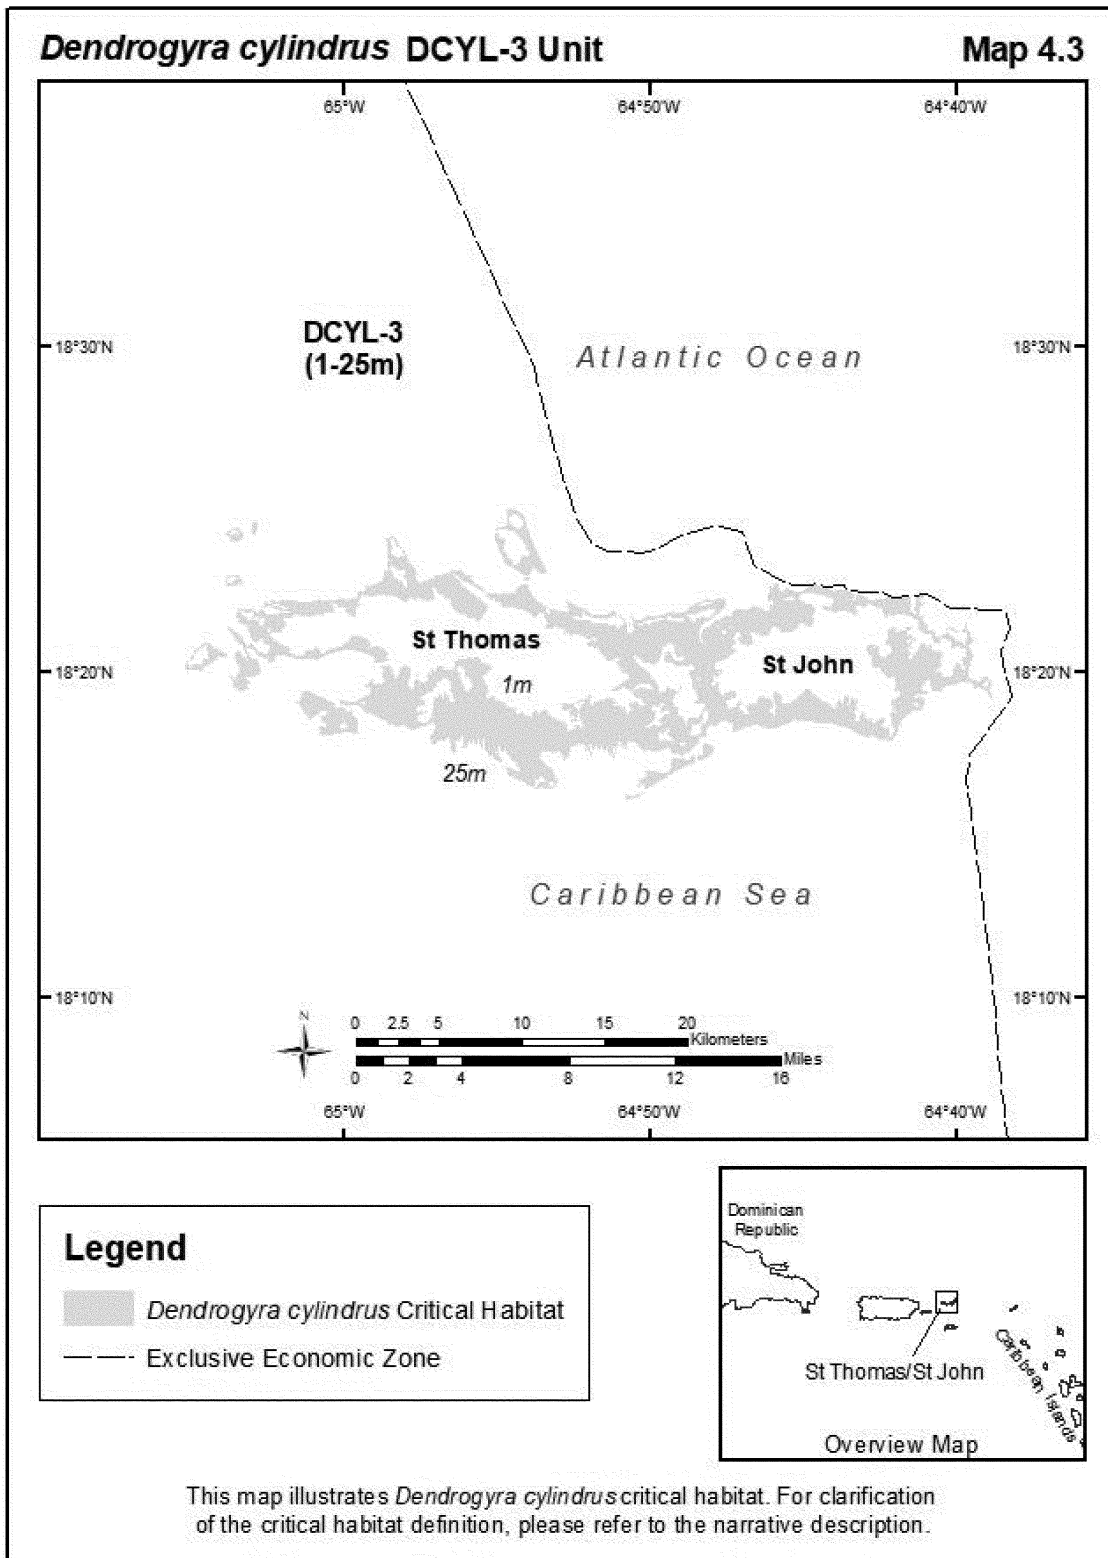 Dendrogyra cylindrus DCYL-3 Unit
Map 4.3
65°W
64°50'W
64°40'W
DCYL-3
(1-25m)
Atlantic Ocean
18°30'N
18°30'N
St Thomas
St John
18°20'N
18°20'N
1m
25m
Caribbean Sea
18°10'N
18°10'N
N
0 2.5 5 10 15 20
Kilometers
Miles
0 2 4 8 12 16
65°W
64°50'W
64°40'W
Legend
Dendrogyra cylindrus Critical Habitat
Exclusive Economic Zone
Dominican
Republic
St Thomas/St John
Caribbean Islands
Overview Map
This map illustrates Dendrogyra cylindrus critical habitat. For clarification
of the critical habitat definition, please refer to the narrative description.